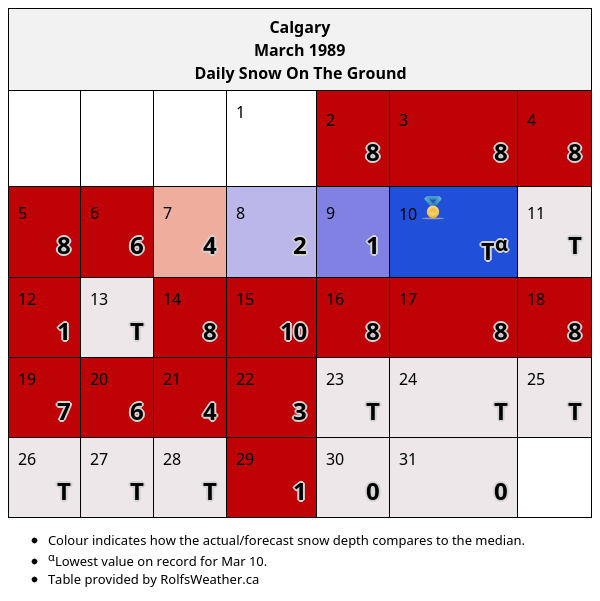 Calgary
March 1989
Daily Snow On The Ground
1 2 3 4
8 8 8
5 6 7 8 9 10 11
8 6 4 2 1 Tα T
12 13 14 15 16 17 18
1 T 8 10 8 8 8
19 20 21 22 23 24 25
7 6 4 3 T T T
26 27 28 29 30 31
T T T 1 0 0
Colour indicates how the actual/forecast snow depth compares to the median.
αLowest value on record for Mar 10.
Table provided by RolfsWeather.ca